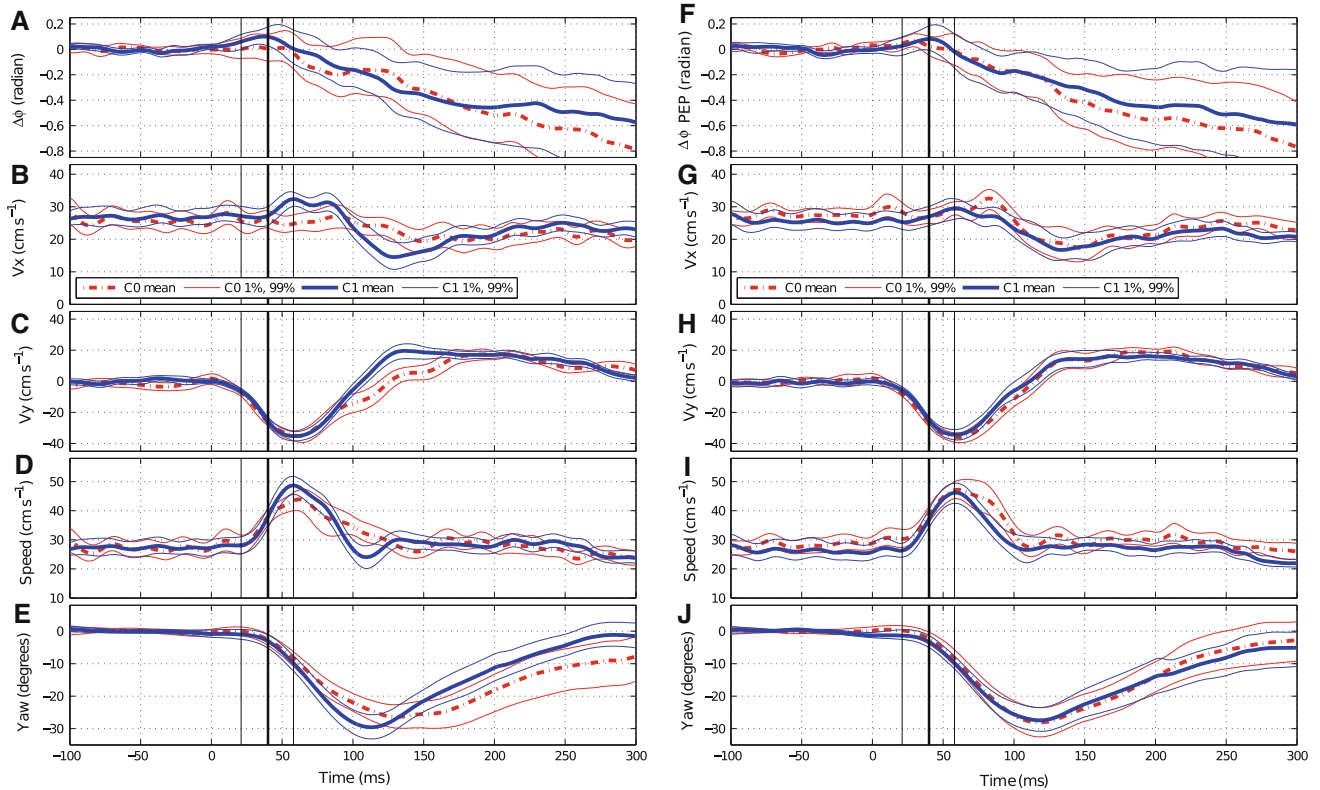 A
Δϕ (radian)
0.2
0
−0.2
−0.4
−0.6
−0.8
B
Vx (cm s⁻¹)
40
30
20
10
0
C0 mean C0 1%, 99% C1 mean C1 1%, 99%
C
Vy (cm s⁻¹)
40
20
0
−20
−40
D
Speed (cm s⁻¹)
50
40
30
20
10
E
Yaw (degrees)
0
−10
−20
−30
−100 −50 0 50 100 150 200 250 300
Time (ms)
F
Δϕ PEP (radian)
0.2
0
−0.2
−0.4
−0.6
−0.8
G
Vx (cm s⁻¹)
40
30
20
10
0
C0 mean C0 1%, 99% C1 mean C1 1%, 99%
H
Vy (cm s⁻¹)
40
20
0
−20
−40
I
Speed (cm s⁻¹)
50
40
30
20
10
J
Yaw (degrees)
0
−10
−20
−30
−100 −50 0 50 100 150 200 250 300
Time (ms)